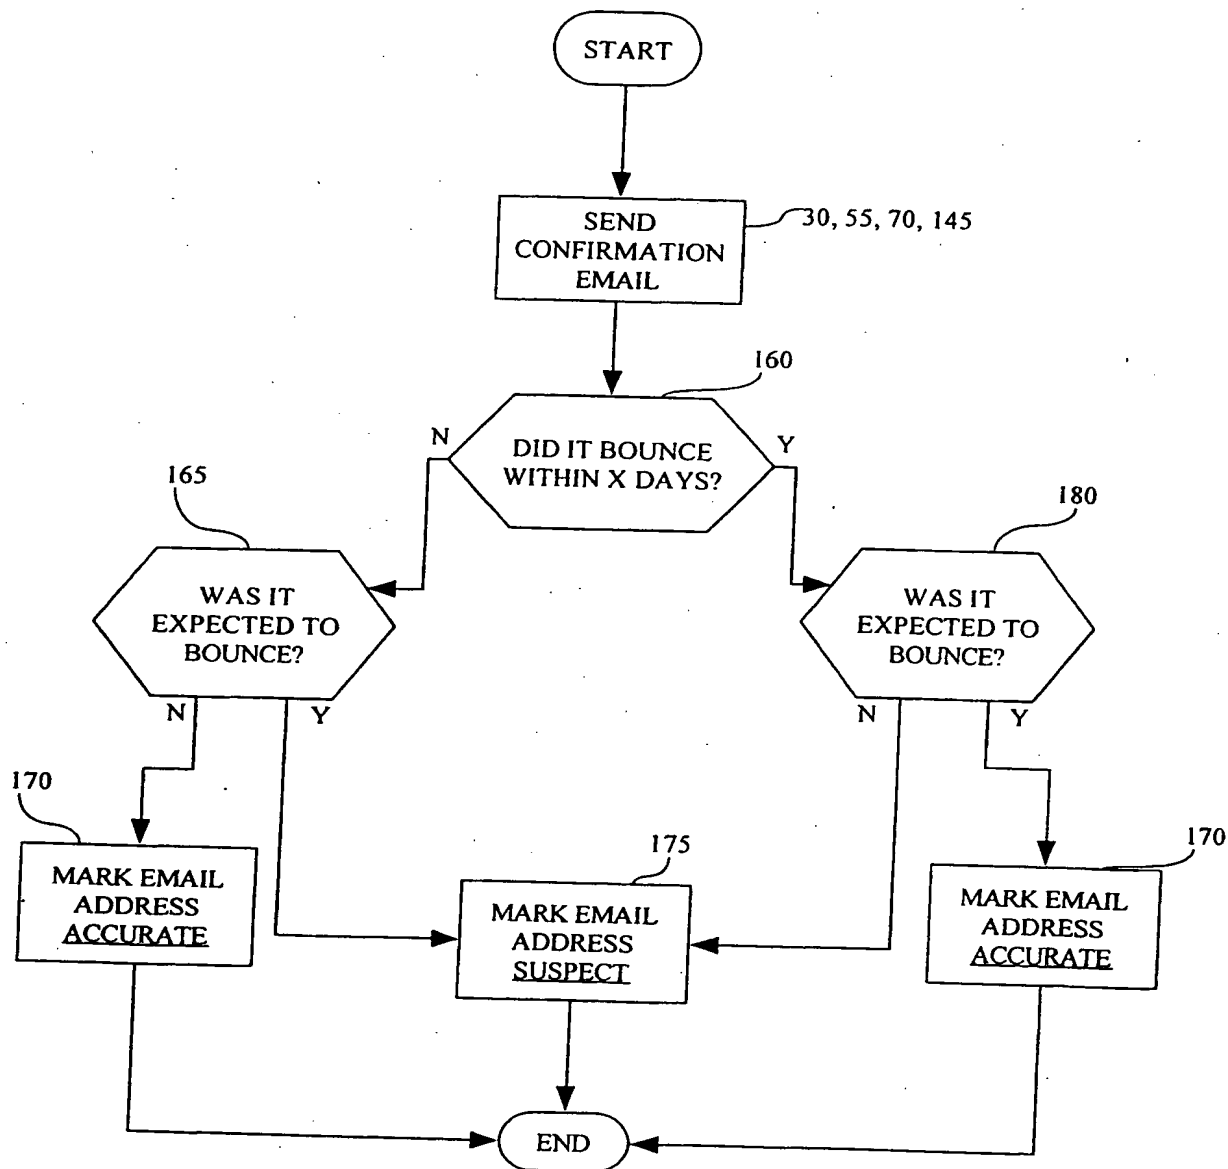 START
SEND
CONFIRMATION
EMAIL
30, 55, 70, 145
160
DID IT BOUNCE
WITHIN X DAYS?
N
Y
165
WAS IT
EXPECTED TO
BOUNCE?
N
Y
180
WAS IT
EXPECTED TO
BOUNCE?
N
Y
170
MARK EMAIL
ADDRESS
ACCURATE
175
MARK EMAIL
ADDRESS
SUSPECT
170
MARK EMAIL
ADDRESS
ACCURATE
END